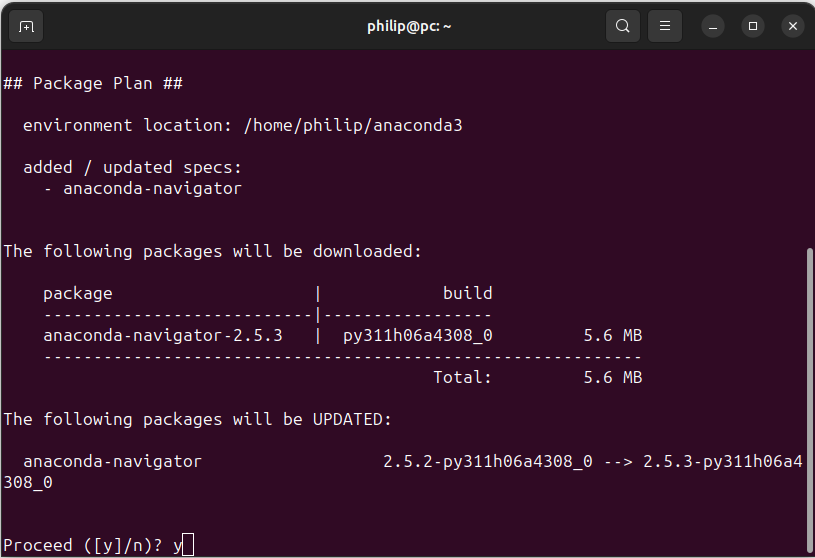 philip@pc: ~
## Package Plan ##
environment location: /home/philip/anaconda3
added / updated specs:
- anaconda-navigator
The following packages will be downloaded:
package | build
---------------------------|-----------------
anaconda-navigator-2.5.3 | py311h06a4308_0 5.6 MB
------------------------------------------------------------
Total: 5.6 MB
The following packages will be UPDATED:
anaconda-navigator 2.5.2-py311h06a4308_0 --> 2.5.3-py311h06a4
308_0
Proceed ([y]/n)? y